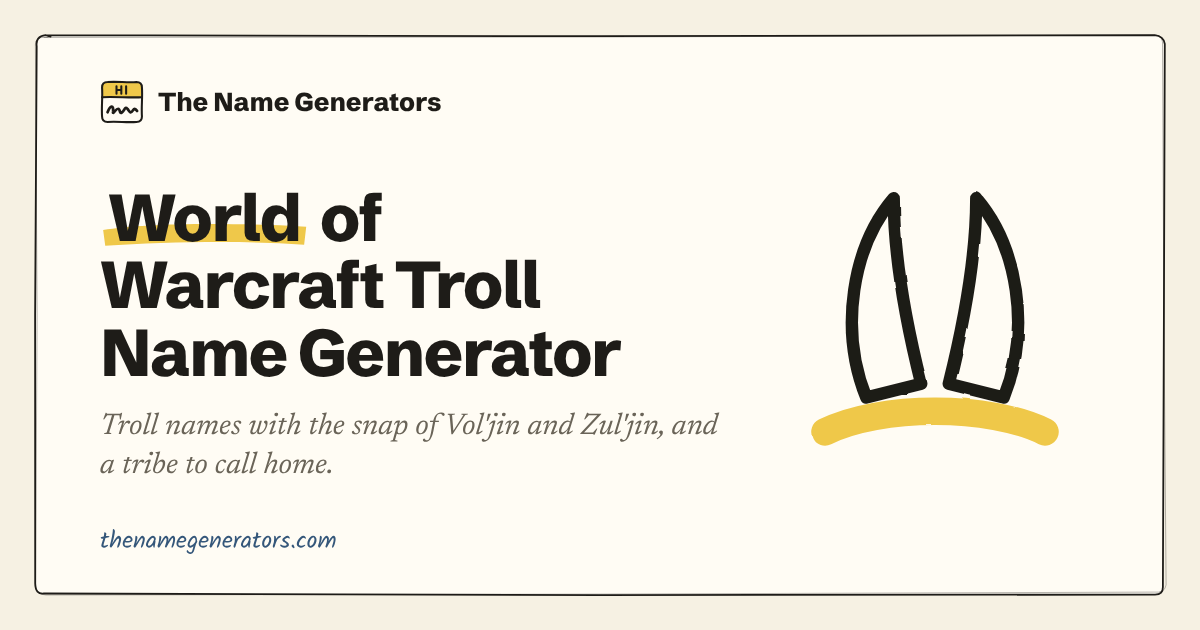 HI
The Name Generators
World of
Warcraft Troll
Name Generator
Troll names with the snap of Vol'jin and Zul'jin, and
a tribe to call home.
thenamegenerators.com